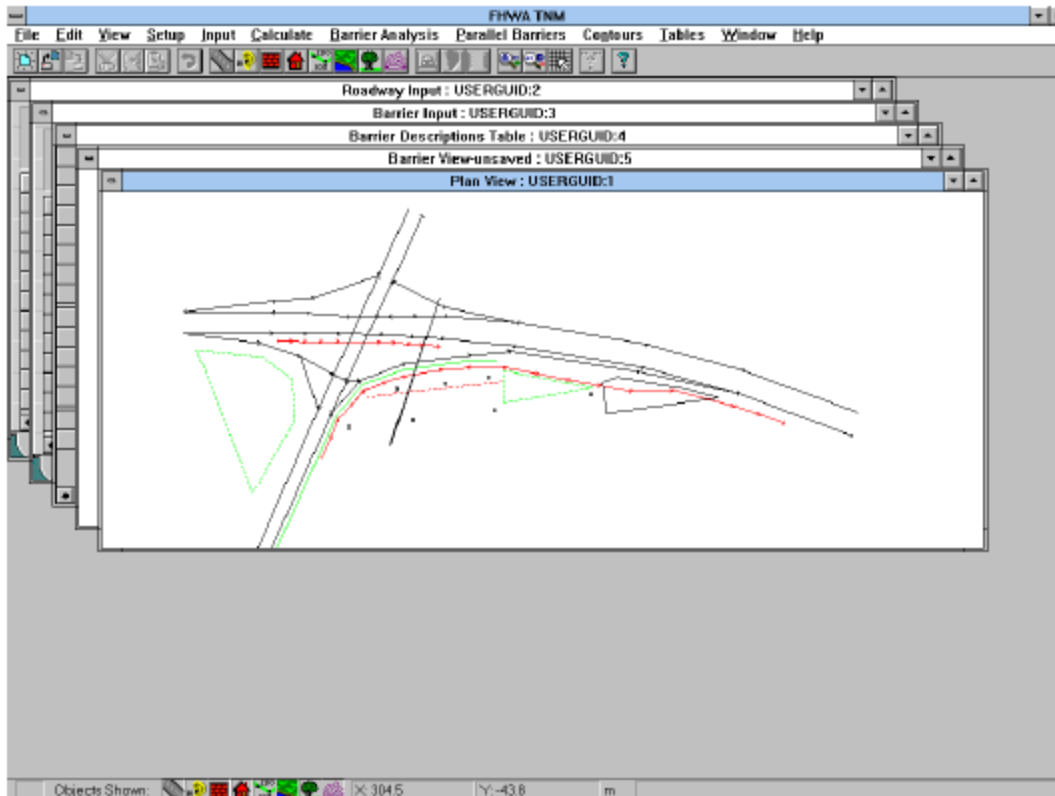 FHWA TNM
File Edit View Setup Input Calculate Barrier Analysis Parallel Barriers Contours Tables Window Help
Roadway Input : USERGUID:2
Barrier Input : USERGUID:3
Barrier Descriptions Table : USERGUID:4
Barrier View-unsaved : USERGUID:5
Plan View : USERGUID:1
Objects Shown: X: 304.5 Y: -43.8 m